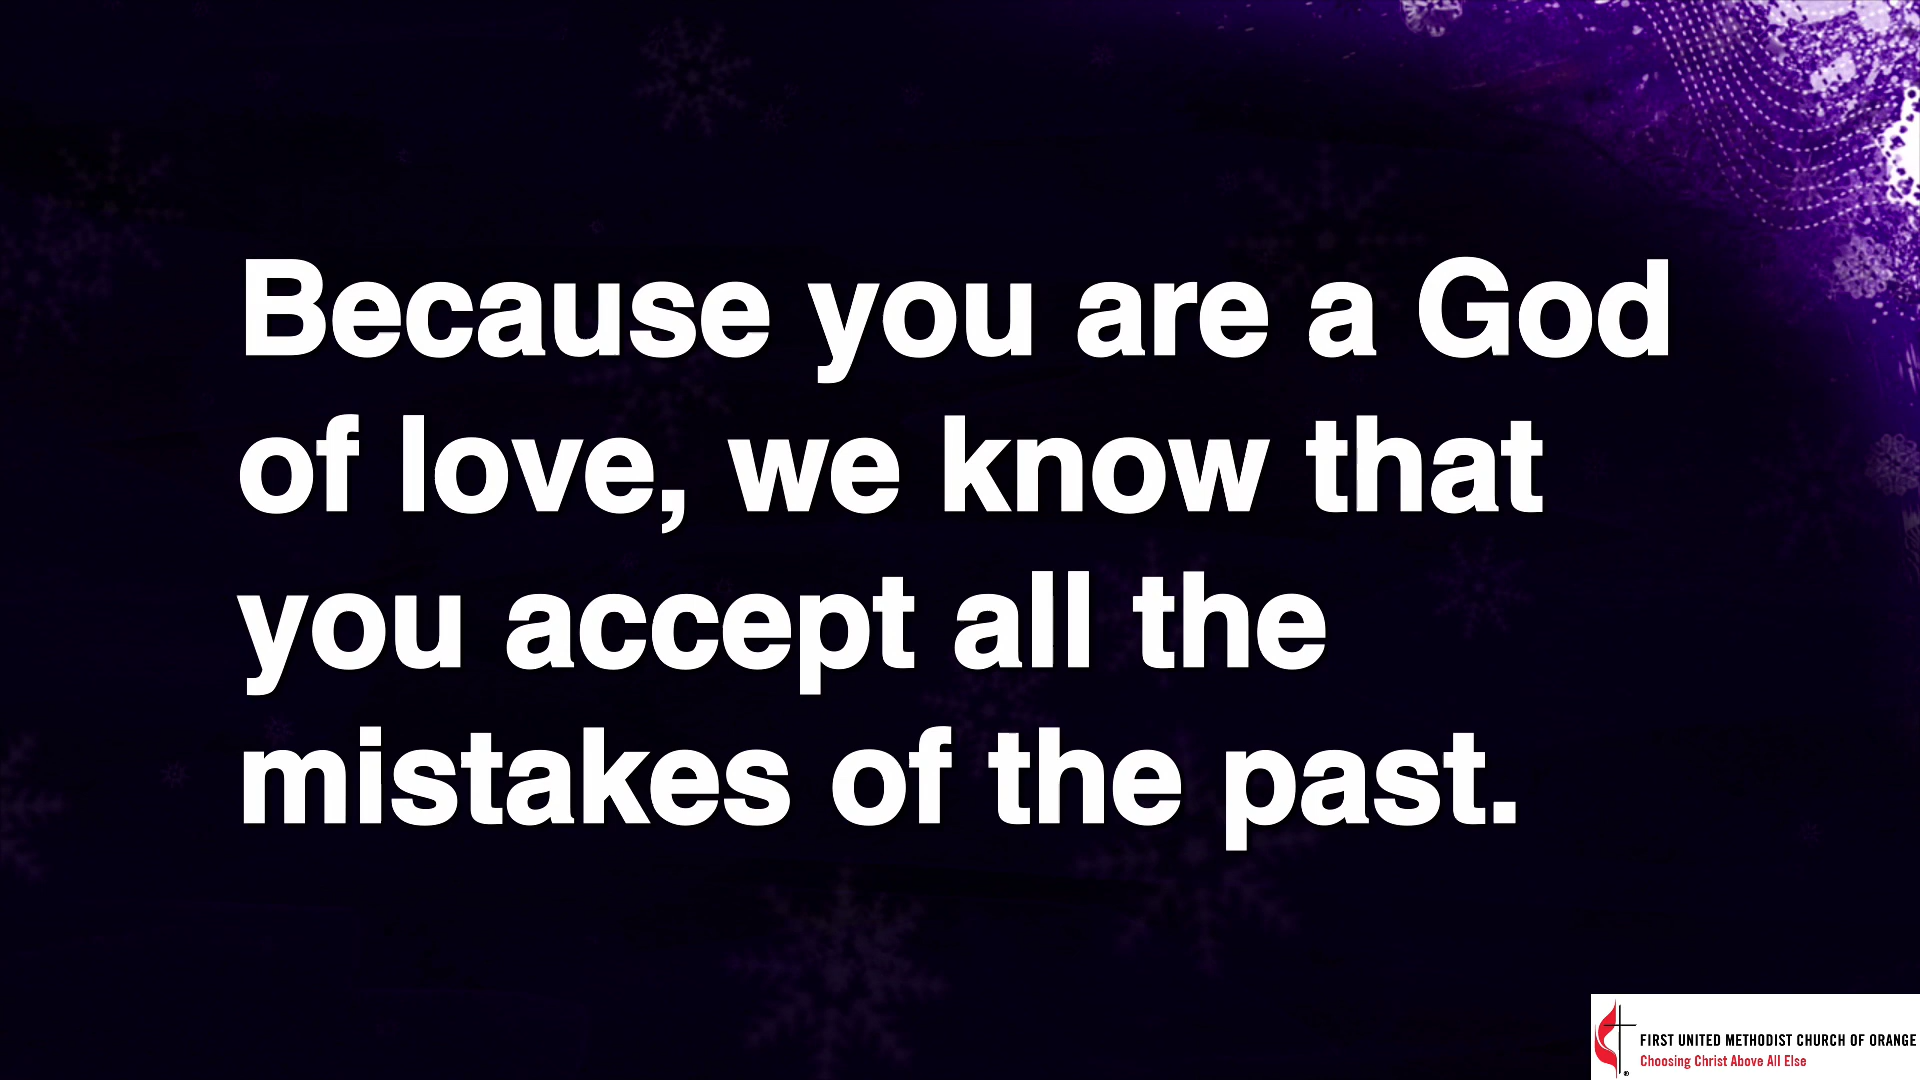 Because you are a God
of love, we know that
you accept all the
mistakes of the past.
FIRST UNITED METHODIST CHURCH OF ORANGE
Choosing Christ Above All Else